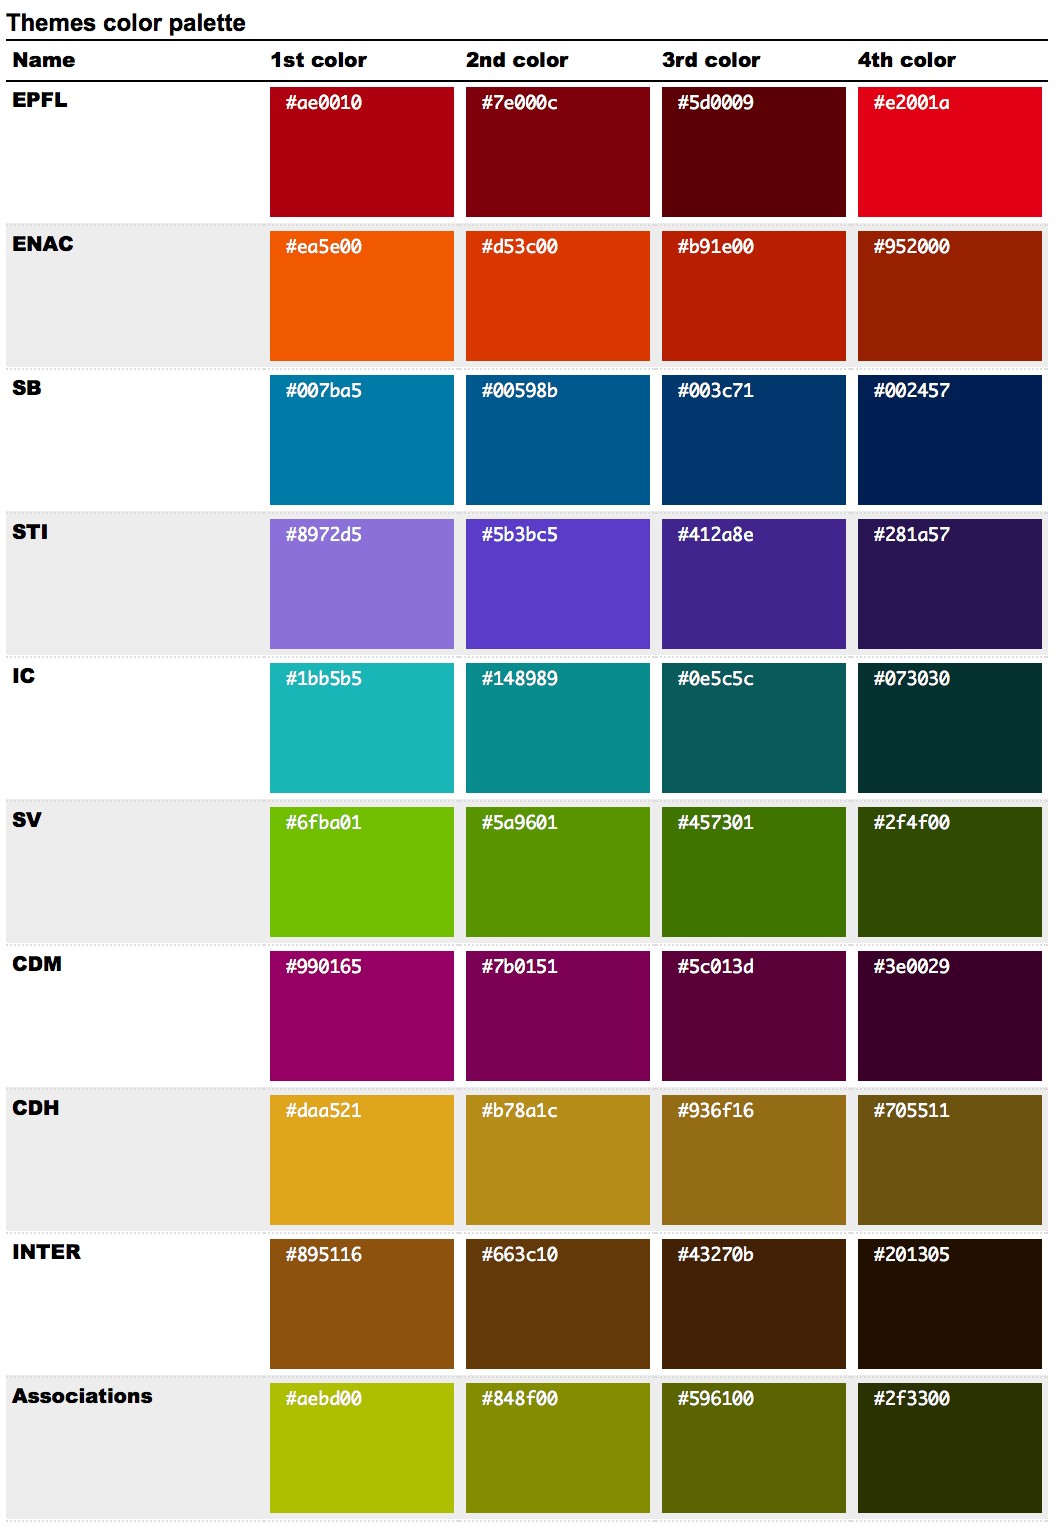 Themes color palette
Name 1st color 2nd color 3rd color 4th color
EPFL #ae0010 #7e000c #5d0009 #e2001a
ENAC #ea5e00 #d53c00 #b91e00 #952000
SB #007ba5 #00598b #003c71 #002457
STI #8972d5 #5b3bc5 #412a8e #281a57
IC #1bb5b5 #148989 #0e5c5c #073030
SV #6fba01 #5a9601 #457301 #2f4f00
CDM #990165 #7b0151 #5c013d #3e0029
CDH #daa521 #b78a1c #936f16 #705511
INTER #895116 #663c10 #43270b #201305
Associations #aebd00 #848f00 #596100 #2f3300